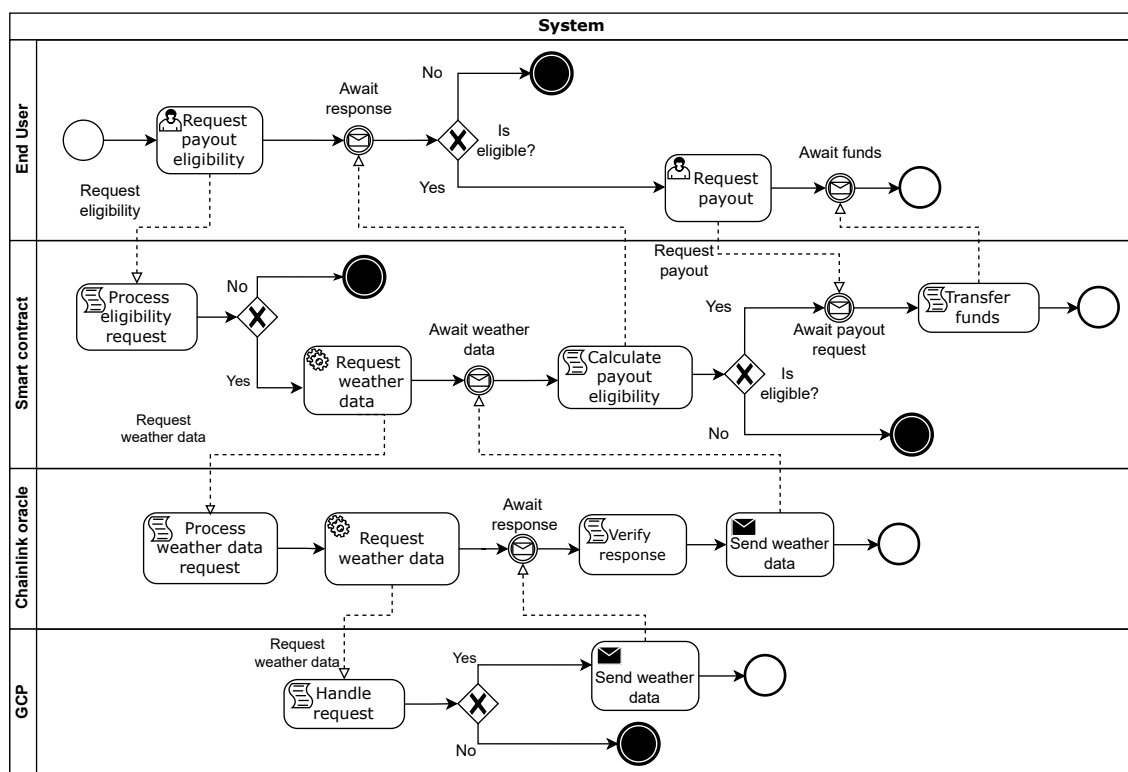 System
End User
Request
payout
eligibility
Await
response
No
Is
eligible?
Yes
Request
payout
Await funds
Request
eligibility
Request
payout
Smart contract
Process
eligibility
request
No
Yes
Request
weather
data
Await weather
data
Calculate
payout
eligibility
Yes
Is
eligible?
No
Await payout
request
Transfer
funds
Request
weather data
Chainlink oracle
Process
weather data
request
Request
weather data
Await
response
Verify
response
Send weather
data
Request
weather data
GCP
Handle
request
Yes
No
Send weather
data